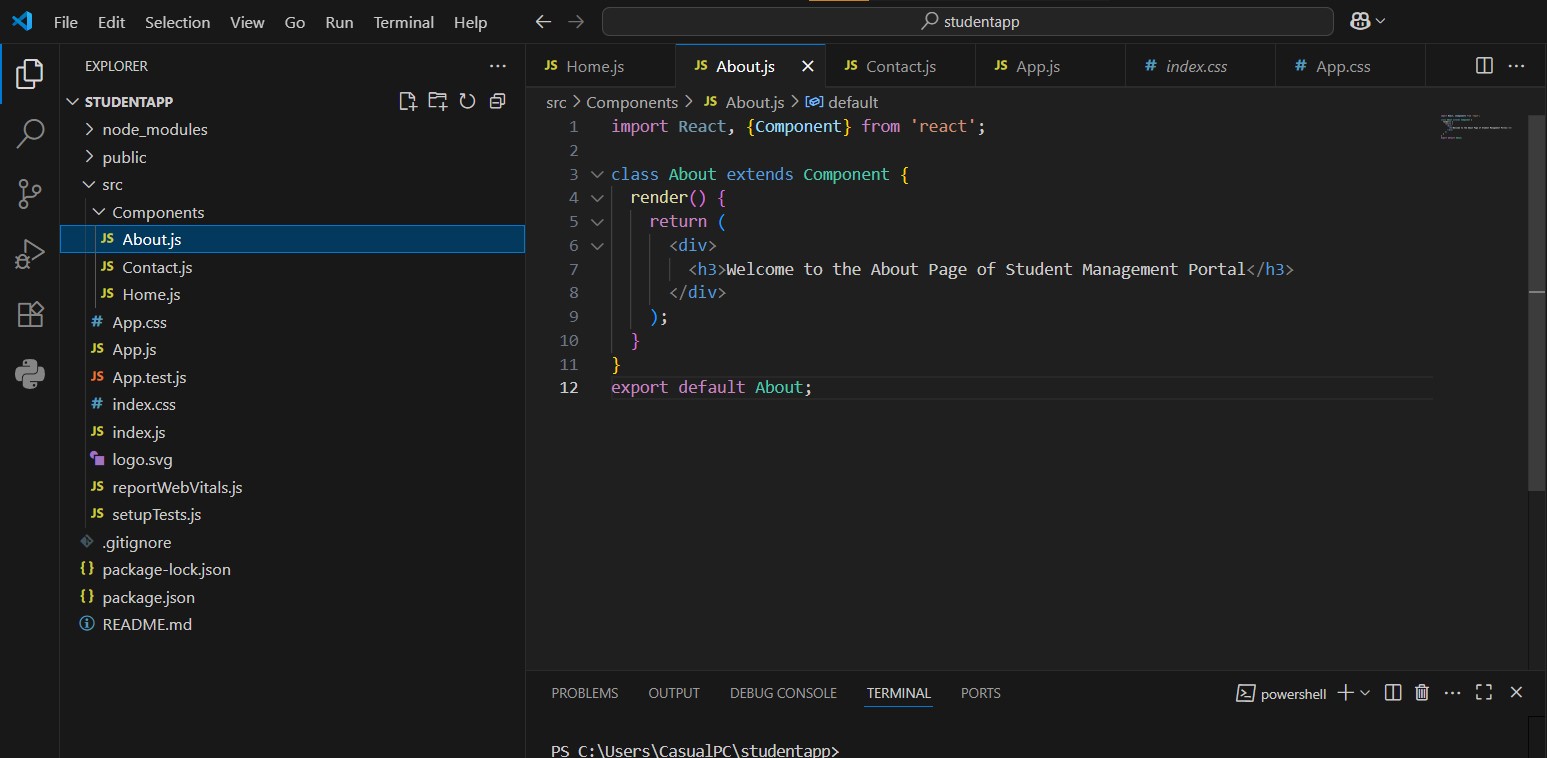 File Edit Selection View Go Run Terminal Help studentapp
EXPLORER
STUDENTAPP
node_modules
public
src
Components
JS About.js
JS Contact.js
JS Home.js
# App.css
JS App.js
JS App.test.js
# index.css
JS index.js
logo.svg
JS reportWebVitals.js
JS setupTests.js
.gitignore
{} package-lock.json
{} package.json
README.md
JS Home.js JS About.js JS Contact.js JS App.js # index.css # App.css
src > Components > JS About.js > default
1 import React, {Component} from 'react';
2
3 class About extends Component {
4 render() {
5 return (
6 <div>
7 <h3>Welcome to the About Page of Student Management Portal</h3>
8 </div>
9 );
10 }
11 }
12 export default About;
PROBLEMS OUTPUT DEBUG CONSOLE TERMINAL PORTS powershell
PS C:\Users\CasualPC\studentapp>